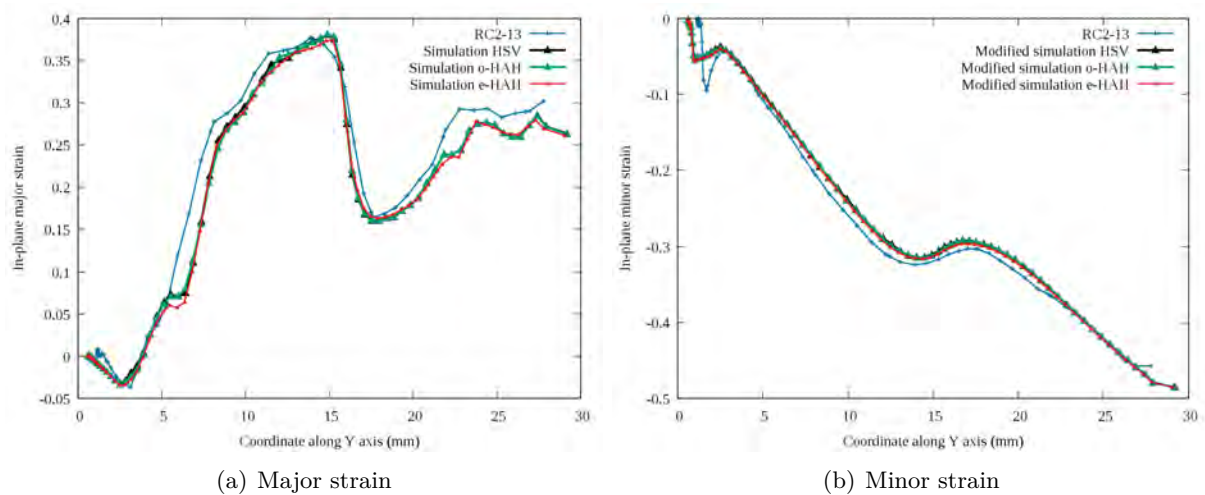 0.4
0.35
0.3
0.25
0.2
0.15
0.1
0.05
0
-0.05
In-plane major strain
RC2-13
Simulation HSV
Simulation o-HAH
Simulation e-HAH
0 5 10 15 20 25 30
Coordinate along Y axis (mm)
(a) Major strain
0
-0.1
-0.2
-0.3
-0.4
-0.5
In-plane minor strain
RC2-13
Modified simulation HSV
Modified simulation o-HAH
Modified simulation e-HAH
0 5 10 15 20 25 30
Coordinate along Y axis (mm)
(b) Minor strain